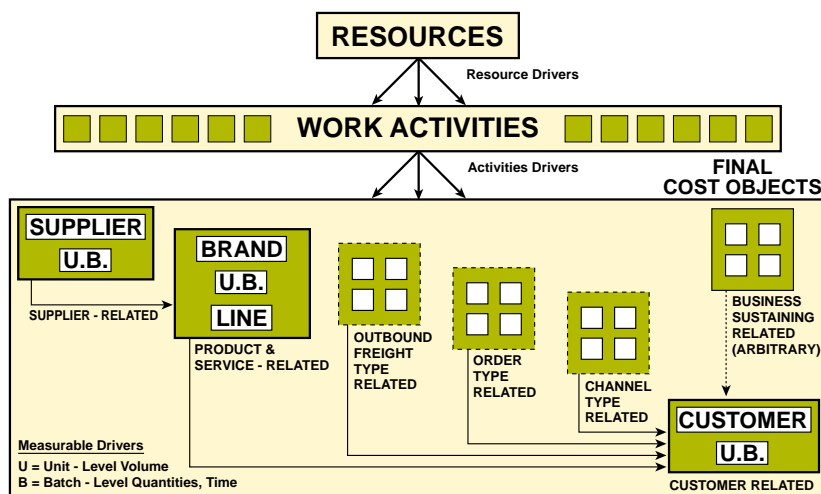 RESOURCES
Resource Drivers
WORK ACTIVITIES
Activities Drivers
FINAL
COST OBJECTS
SUPPLIER
U.B.
SUPPLIER - RELATED
BRAND
U.B.
LINE
PRODUCT &
SERVICE - RELATED
OUTBOUND
FREIGHT
TYPE
RELATED
ORDER
TYPE
RELATED
CHANNEL
TYPE
RELATED
BUSINESS
SUSTAINING
RELATED
(ARBITRARY)
CUSTOMER
U.B.
CUSTOMER RELATED
Measurable Drivers
U = Unit - Level Volume
B = Batch - Level Quantities, Time